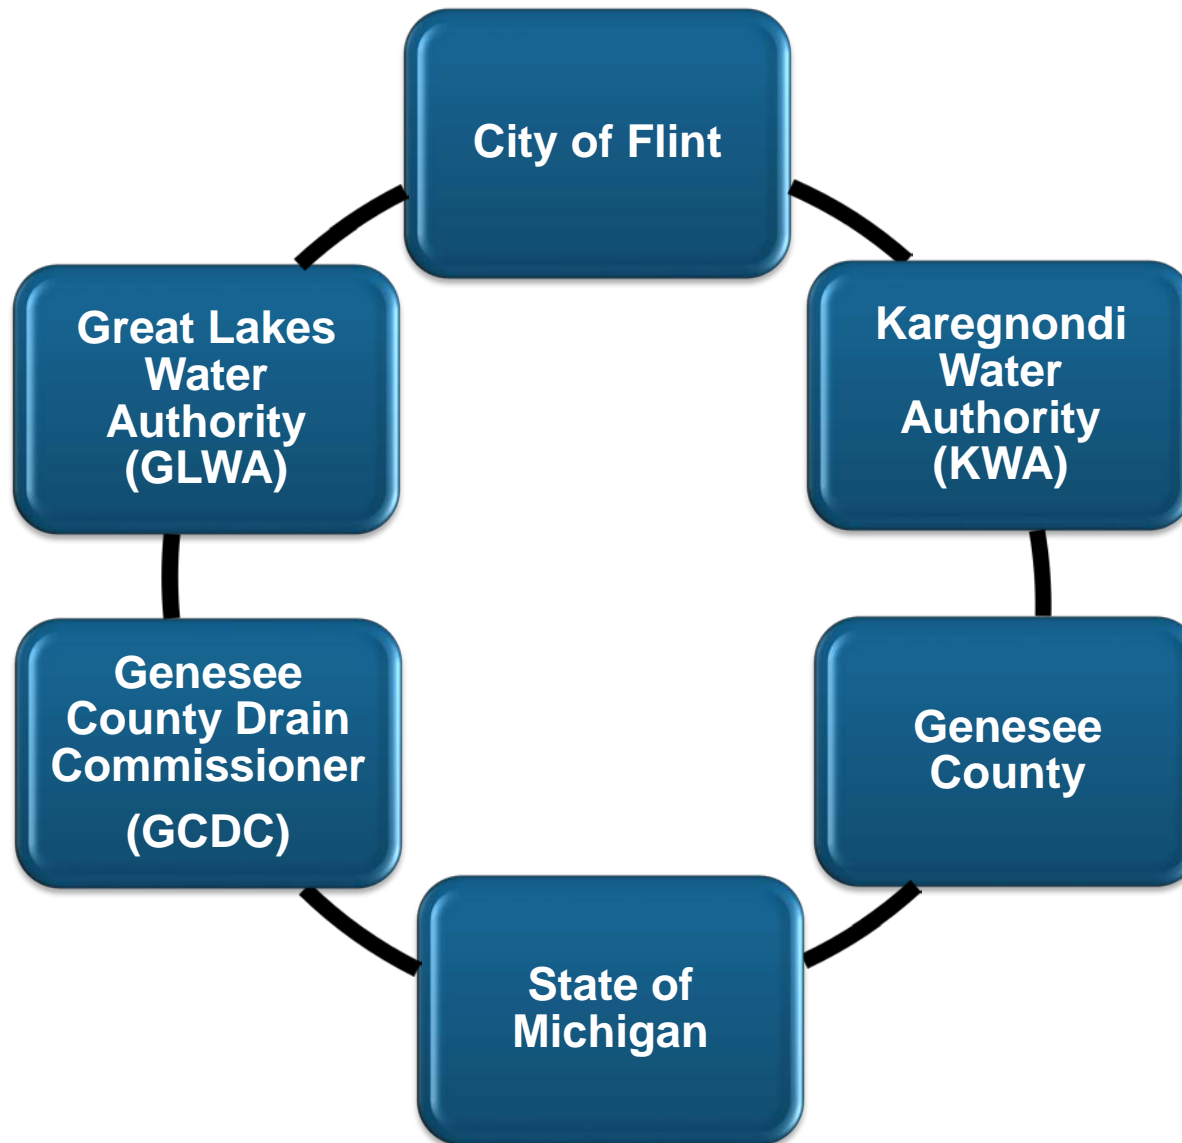 City of Flint
Great Lakes
Water
Authority
(GLWA)
Karegnondi
Water
Authority
(KWA)
Genesee
County Drain
Commissioner
(GCDC)
Genesee
County
State of
Michigan